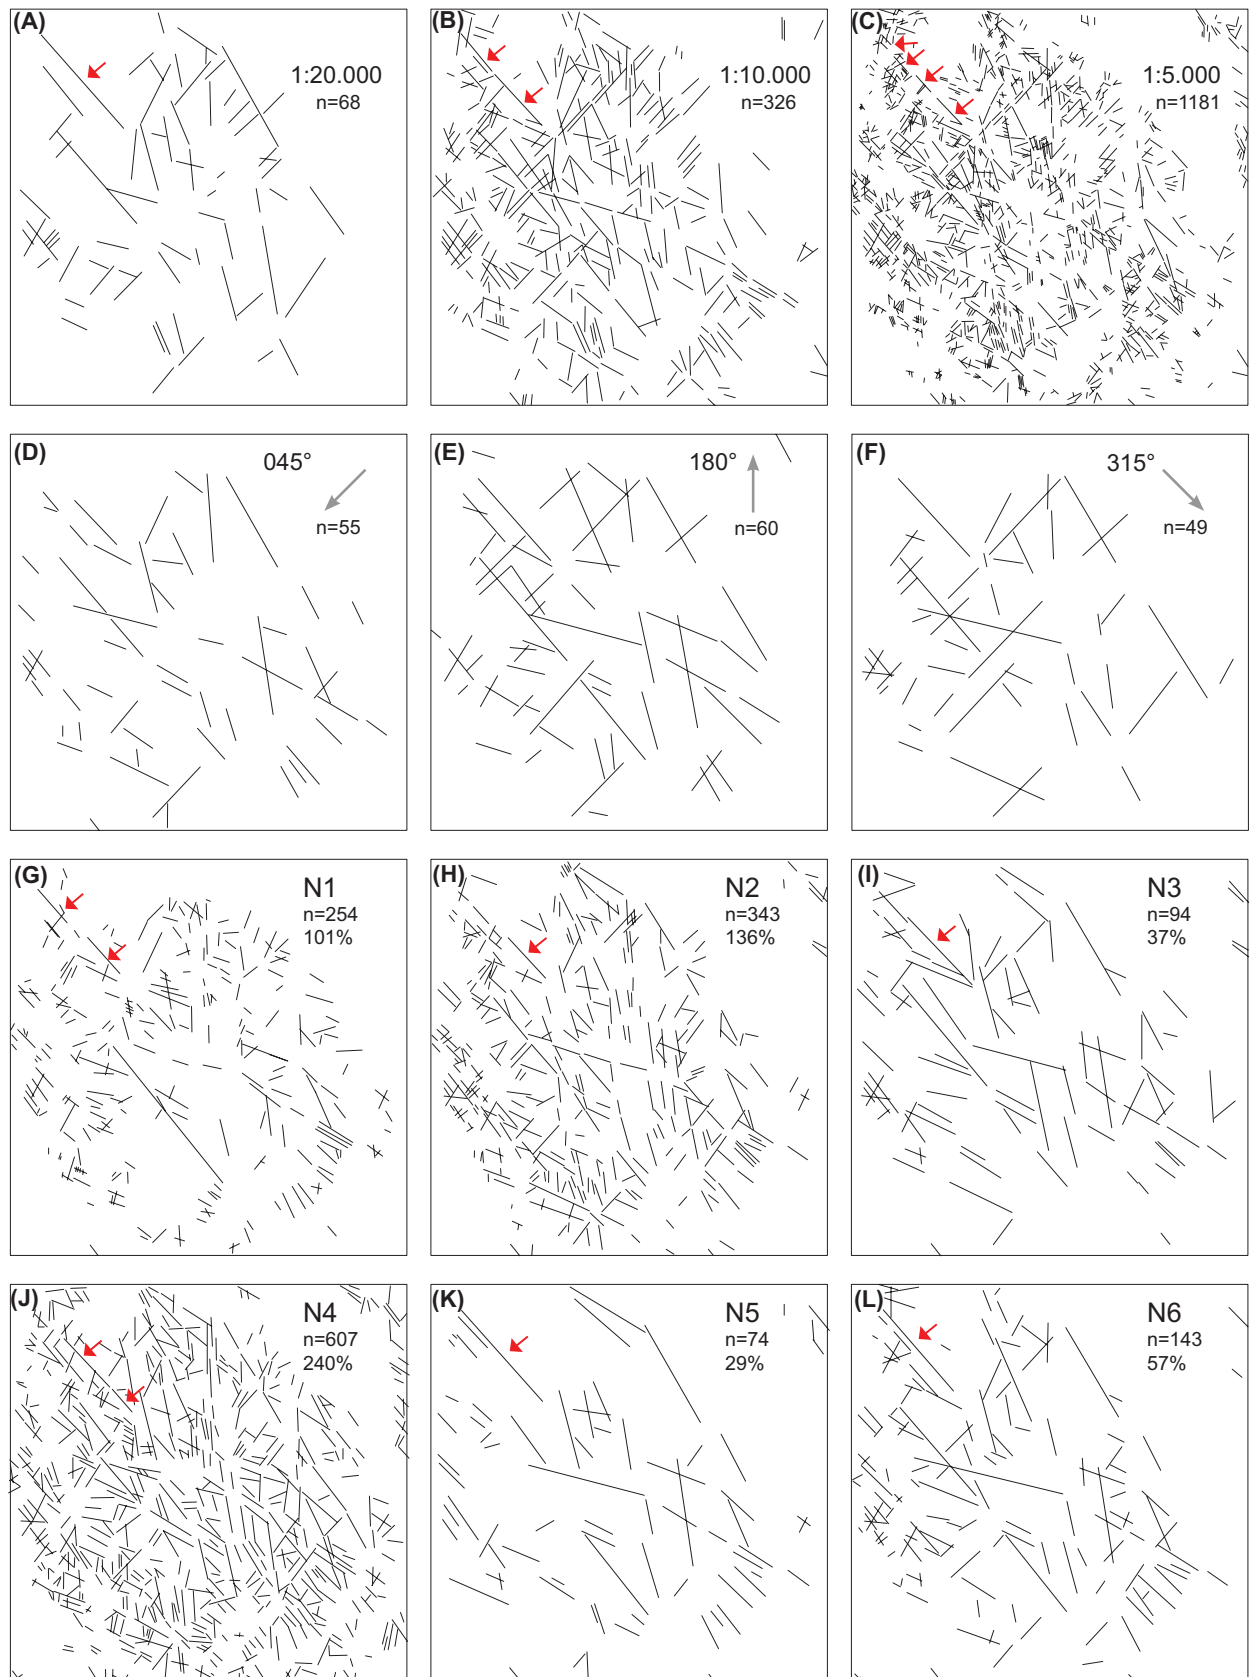 (A)
1:20.000
n=68
(B)
1:10.000
n=326
(C)
1:5.000
n=1181
(D)
045°
n=55
(E)
180°
n=60
(F)
315°
n=49
(G)
N1
n=254
101%
(H)
N2
n=343
136%
(I)
N3
n=94
37%
(J)
N4
n=607
240%
(K)
N5
n=74
29%
(L)
N6
n=143
57%